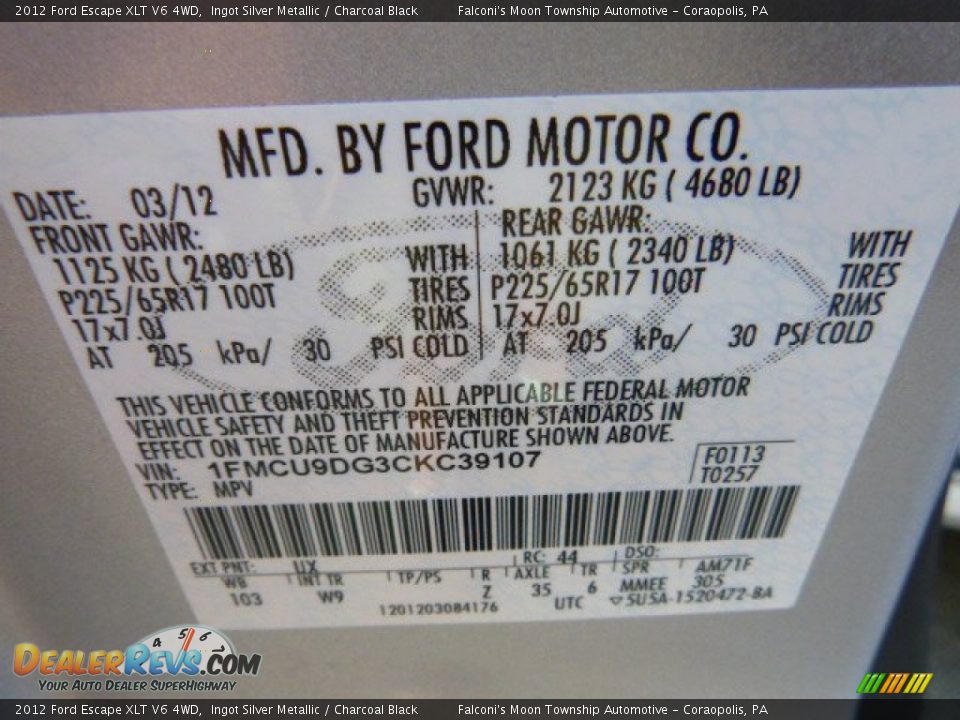 2012 Ford Escape XLT V6 4WD, Ingot Silver Metallic / Charcoal Black Falconi's Moon Township Automotive - Coraopolis, PA
MFD. BY FORD MOTOR CO.
DATE: 03/12 GVWR: 2123 KG ( 4680 LB)
FRONT GAWR: REAR GAWR:
1125 KG ( 2480 LB) WITH 1061 KG ( 2340 LB) WITH
P225/65R17 100T TIRES P225/65R17 100T TIRES
17x7.0J RIMS 17x7.0J RIMS
AT 205 kPa/ 30 PSI COLD AT 205 kPa/ 30 PSI COLD
Ford
THIS VEHICLE CONFORMS TO ALL APPLICABLE FEDERAL MOTOR
VEHICLE SAFETY AND THEFT PREVENTION STANDARDS IN
EFFECT ON THE DATE OF MANUFACTURE SHOWN ABOVE.
VIN: 1FMCU9DG3CKC39107 F0113
TYPE: MPV T0257
EXT PNT: UX RC: 44 DSO:
WB INT TR TP/PS R AXLE TR SPR AM71F
103 W9 Z 35 6 MMEE 305
1201203084176 UTC ▽5U5A-1520472-BA
DEALERREVS.COM
YOUR AUTO DEALER SUPERHIGHWAY
2012 Ford Escape XLT V6 4WD, Ingot Silver Metallic / Charcoal Black Falconi's Moon Township Automotive - Coraopolis, PA